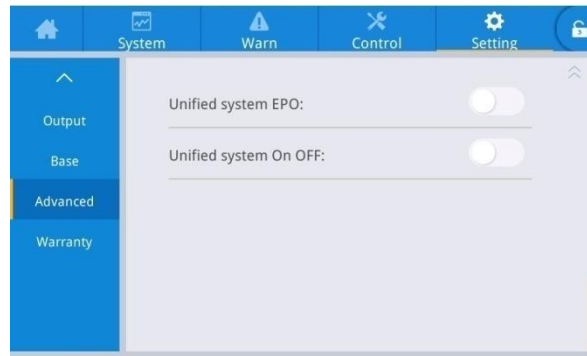 System
Warn
Control
Setting
Output
Base
Advanced
Warranty
Unified system EPO:
Unified system On OFF: